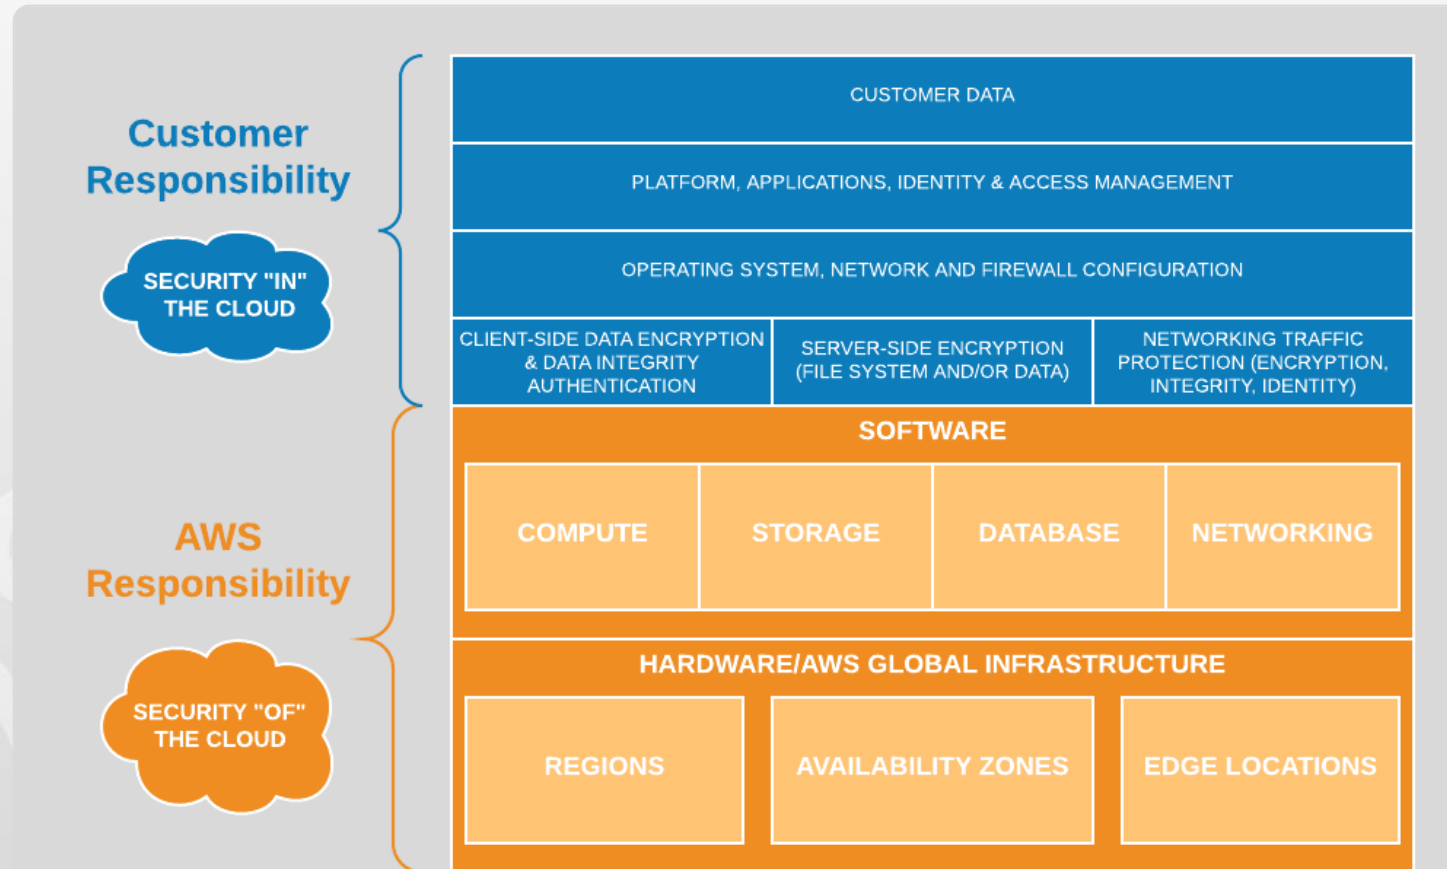 Customer
Responsibility
SECURITY "IN"
THE CLOUD
CUSTOMER DATA
PLATFORM, APPLICATIONS, IDENTITY & ACCESS MANAGEMENT
OPERATING SYSTEM, NETWORK AND FIREWALL CONFIGURATION
CLIENT-SIDE DATA ENCRYPTION
& DATA INTEGRITY
AUTHENTICATION
SERVER-SIDE ENCRYPTION
(FILE SYSTEM AND/OR DATA)
NETWORKING TRAFFIC
PROTECTION (ENCRYPTION,
INTEGRITY, IDENTITY)
AWS
Responsibility
SECURITY "OF"
THE CLOUD
SOFTWARE
COMPUTE
STORAGE
DATABASE
NETWORKING
HARDWARE/AWS GLOBAL INFRASTRUCTURE
REGIONS
AVAILABILITY ZONES
EDGE LOCATIONS